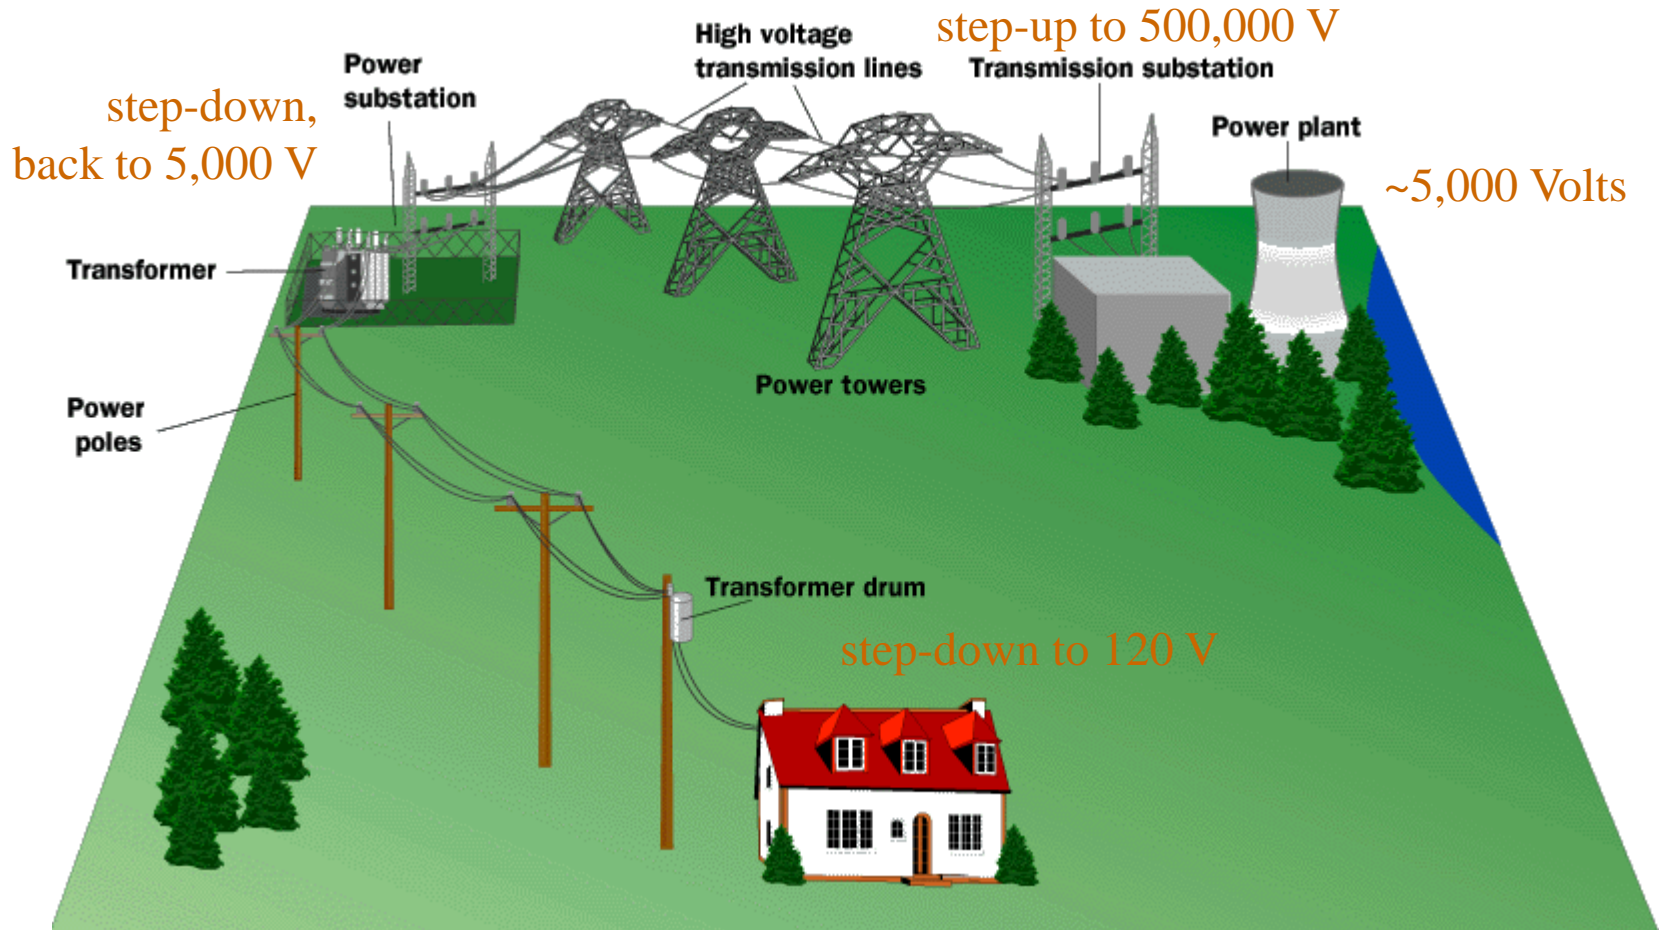 step-up to 500,000 V
High voltage
transmission lines
Transmission substation
Power
substation
step-down,
back to 5,000 V
Power plant
~5,000 Volts
Transformer
Power towers
Power
poles
Transformer drum
step-down to 120 V